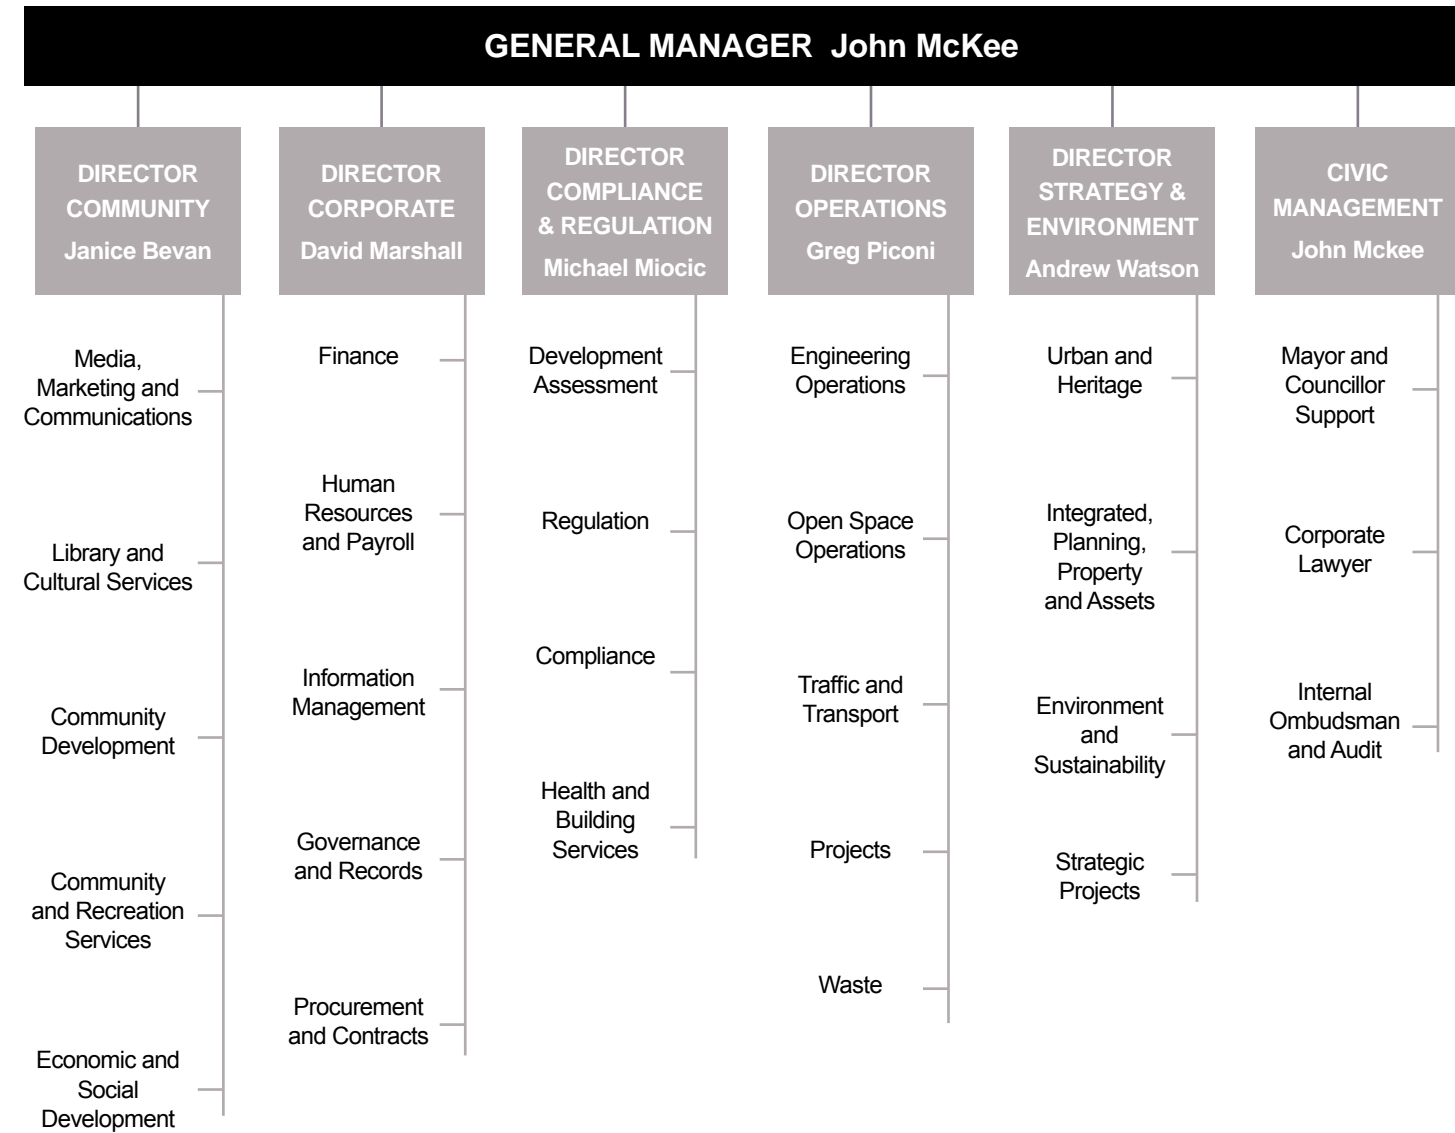 GENERAL MANAGER John McKee
DIRECTOR
COMMUNITY
Janice Bevan
Media,
Marketing and
Communications
Library and
Cultural Services
Community
Development
Community
and Recreation
Services
Economic and
Social
Development
DIRECTOR
CORPORATE
David Marshall
Finance
Human
Resources
and Payroll
Information
Management
Governance
and Records
Procurement
and Contracts
DIRECTOR
COMPLIANCE
& REGULATION
Michael Miocic
Development
Assessment
Regulation
Compliance
Health and
Building
Services
DIRECTOR
OPERATIONS
Greg Piconi
Engineering
Operations
Open Space
Operations
Traffic and
Transport
Projects
Waste
DIRECTOR
STRATEGY &
ENVIRONMENT
Andrew Watson
Urban and
Heritage
Integrated,
Planning,
Property
and Assets
Environment
and
Sustainability
Strategic
Projects
CIVIC
MANAGEMENT
John Mckee
Mayor and
Councillor
Support
Corporate
Lawyer
Internal
Ombudsman
and Audit